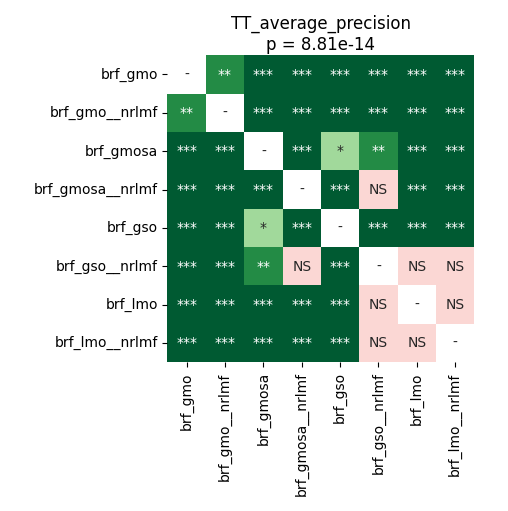 TT_average_precision
p = 8.81e-14
brf_gmo - ** *** *** *** *** *** ***
brf_gmo__nrlmf ** - *** *** *** *** *** ***
brf_gmosa *** *** - *** * ** *** ***
brf_gmosa__nrlmf *** *** *** - *** NS *** ***
brf_gso *** *** * *** - *** *** ***
brf_gso__nrlmf *** *** ** NS *** - NS NS
brf_lmo *** *** *** *** *** NS - NS
brf_lmo__nrlmf *** *** *** *** *** NS NS -
brf_gmo
brf_gmo__nrlmf
brf_gmosa
brf_gmosa__nrlmf
brf_gso
brf_gso__nrlmf
brf_lmo
brf_lmo__nrlmf